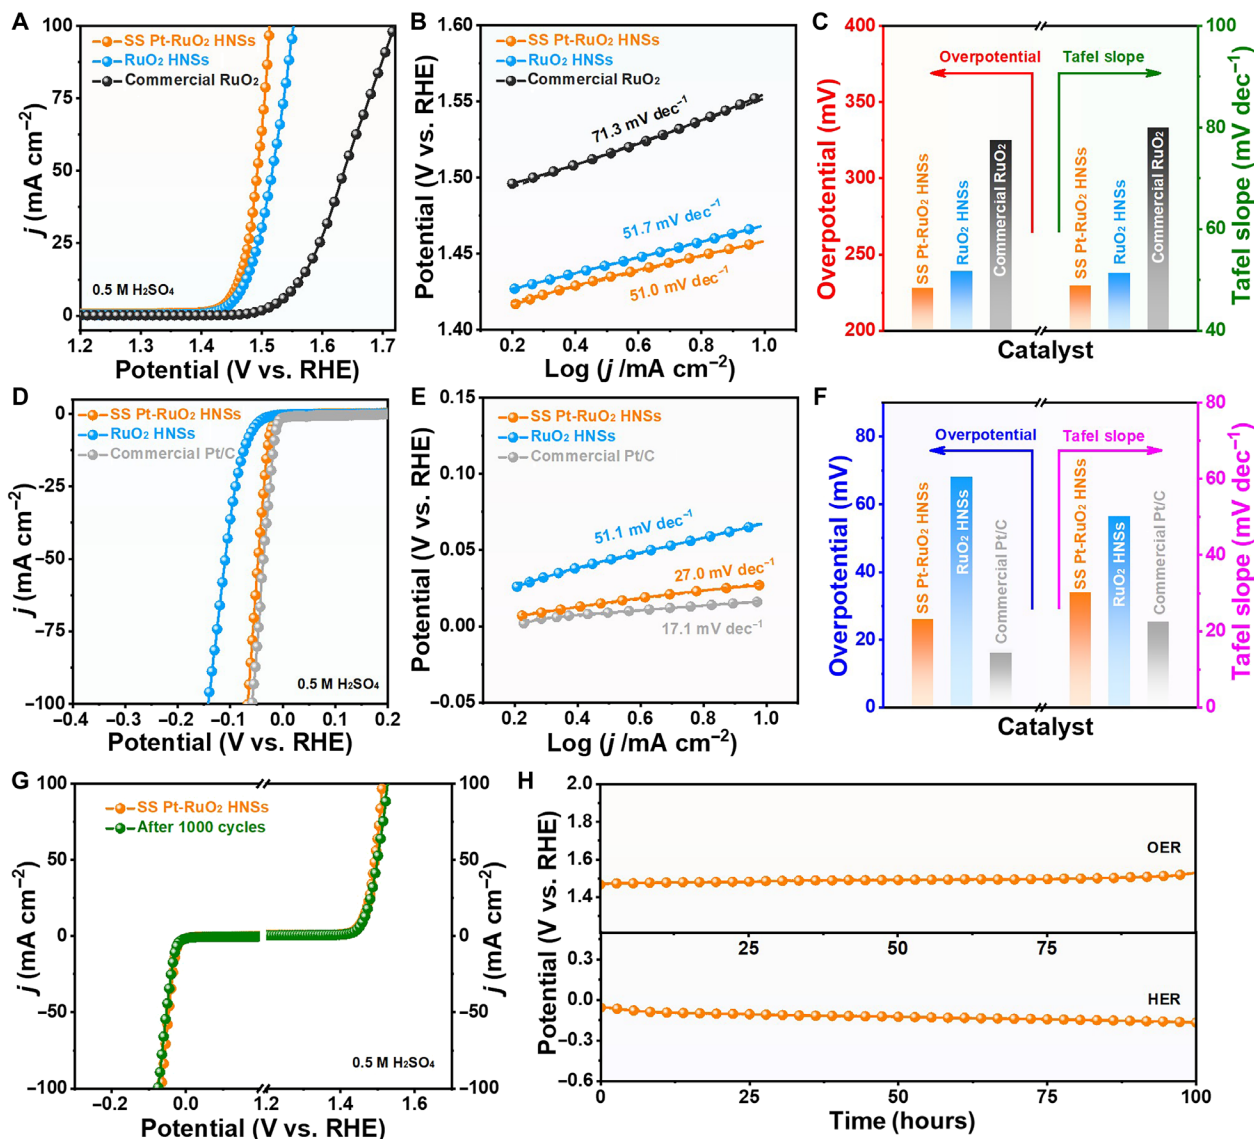 A
100
75
50
25
0
j (mA cm⁻²)
SS Pt-RuO₂ HNSs
RuO₂ HNSs
Commercial RuO₂
0.5 M H₂SO₄
1.2 1.3 1.4 1.5 1.6 1.7
Potential (V vs. RHE)
B
1.60
1.55
1.50
1.45
1.40
Potential (V vs. RHE)
SS Pt-RuO₂ HNSs
RuO₂ HNSs
Commercial RuO₂
71.3 mV dec⁻¹
51.7 mV dec⁻¹
51.0 mV dec⁻¹
0.2 0.4 0.6 0.8 1.0
Log (j /mA cm⁻²)
C
400
350
300
250
200
Overpotential (mV)
Overpotential
Tafel slope
SS Pt-RuO₂ HNSs
RuO₂ HNSs
Commercial RuO₂
SS Pt-RuO₂ HNSs
RuO₂ HNSs
Commercial RuO₂
100
80
60
40
Tafel slope (mV dec⁻¹)
Catalyst
D
0
−25
−50
−75
−100
j (mA cm⁻²)
SS Pt-RuO₂ HNSs
RuO₂ HNSs
Commercial Pt/C
0.5 M H₂SO₄
−0.4 −0.3 −0.2 −0.1 0.0 0.1 0.2
Potential (V vs. RHE)
E
0.15
0.10
0.05
0.00
−0.05
Potential (V vs. RHE)
SS Pt-RuO₂ HNSs
RuO₂ HNSs
Commercial Pt/C
51.1 mV dec⁻¹
27.0 mV dec⁻¹
17.1 mV dec⁻¹
0.2 0.4 0.6 0.8 1.0
Log (j /mA cm⁻²)
F
80
60
40
20
0
Overpotential (mV)
Overpotential
Tafel slope
SS Pt-RuO₂ HNSs
RuO₂ HNSs
Commercial Pt/C
SS Pt-RuO₂ HNSs
RuO₂ HNSs
Commercial Pt/C
80
60
40
20
0
Tafel slope (mV dec⁻¹)
Catalyst
G
100
50
0
−50
−100
j (mA cm⁻²)
SS Pt-RuO₂ HNSs
After 1000 cycles
0.5 M H₂SO₄
100
50
0
−50
−100
j (mA cm⁻²)
−0.2 0.0 1.2 1.4 1.6
Potential (V vs. RHE)
H
2.0
1.8
1.6
1.4
OER
25 50 75
0.3
0.0
−0.3
−0.6
HER
Potential (V vs. RHE)
0 25 50 75 100
Time (hours)